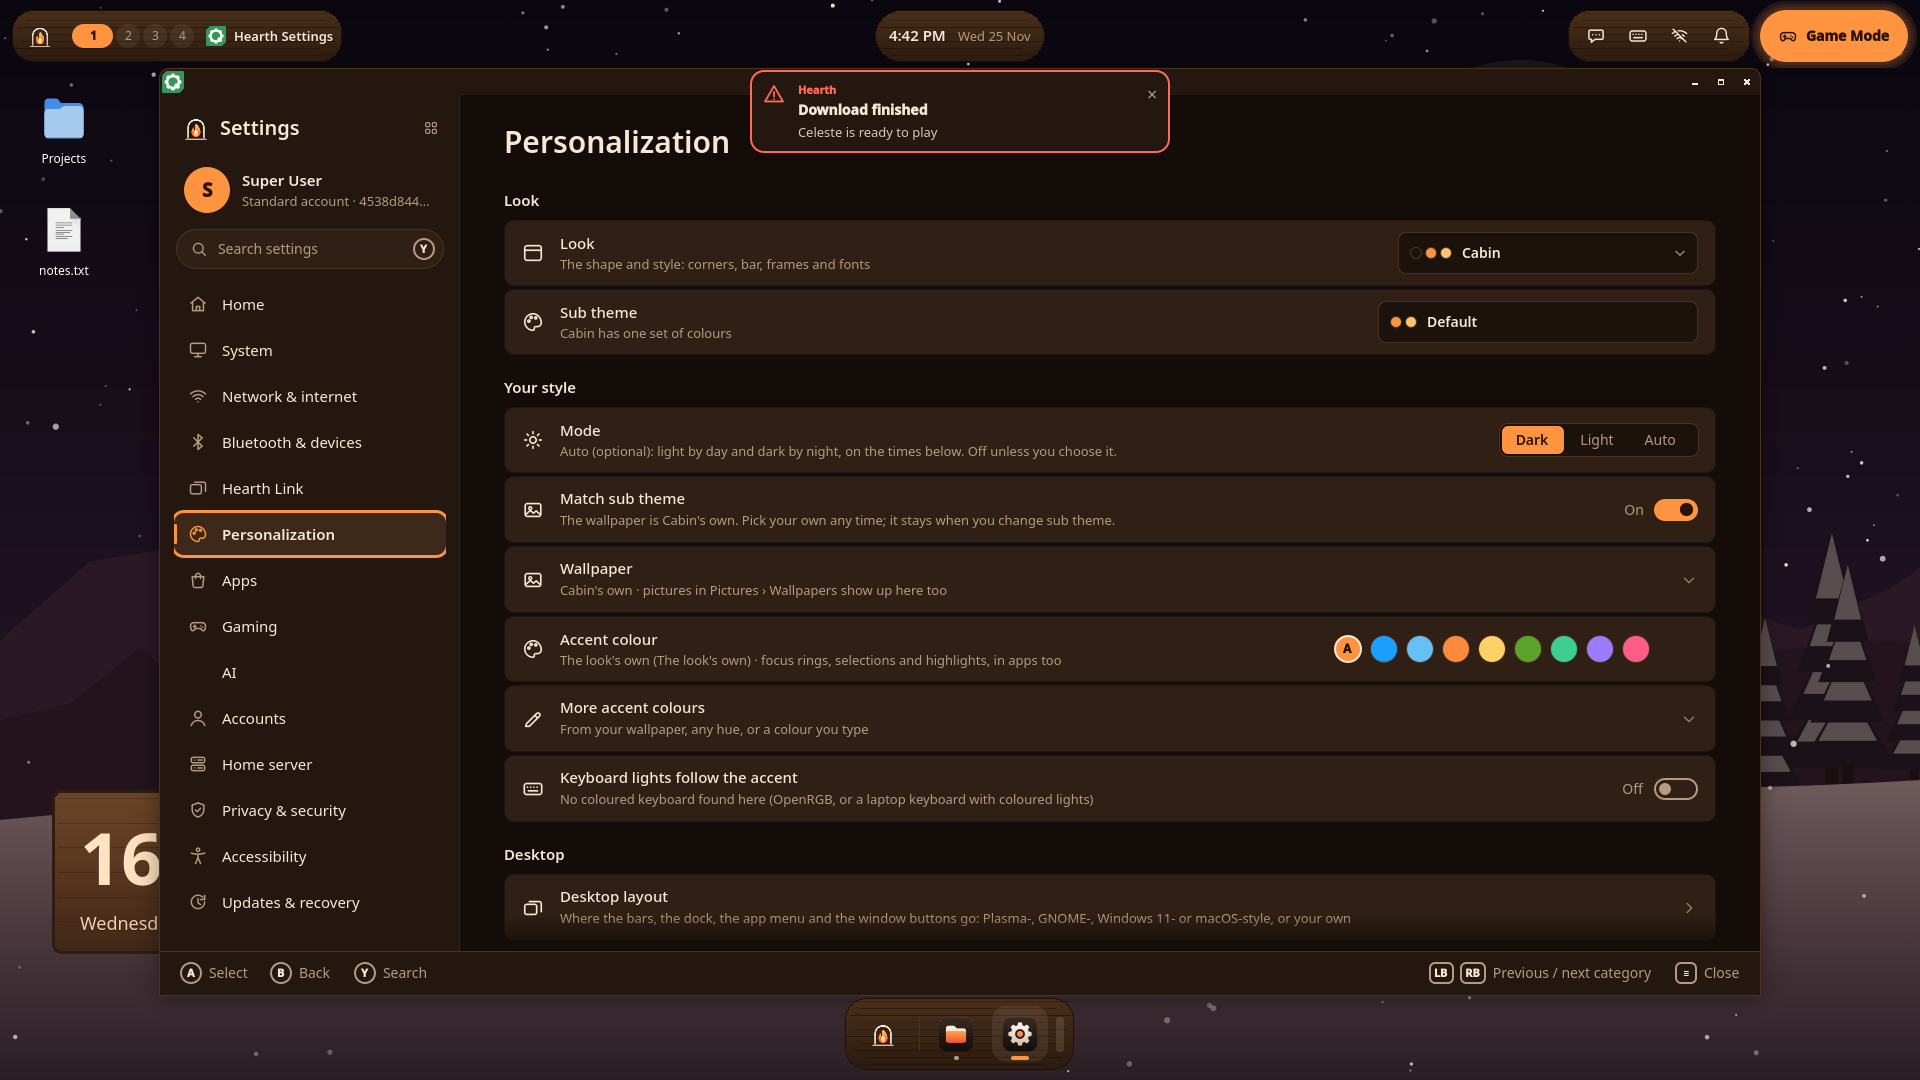 1 2 3 4 Hearth Settings
4:42 PM Wed 25 Nov
Game Mode
Projects
notes.txt
Hearth
Download finished
Celeste is ready to play
Settings
S
Super User
Standard account · 4538d844...
Search settings Y
Home
System
Network & internet
Bluetooth & devices
Hearth Link
Personalization
Apps
Gaming
AI
Accounts
Home server
Privacy & security
Accessibility
Updates & recovery
Personalization
Look
Look
The shape and style: corners, bar, frames and fonts
Cabin
Sub theme
Cabin has one set of colours
Default
Your style
Mode
Auto (optional): light by day and dark by night, on the times below. Off unless you choose it.
Dark Light Auto
Match sub theme
The wallpaper is Cabin's own. Pick your own any time; it stays when you change sub theme.
On
Wallpaper
Cabin's own · pictures in Pictures › Wallpapers show up here too
Accent colour
The look's own (The look's own) · focus rings, selections and highlights, in apps too
A
More accent colours
From your wallpaper, any hue, or a colour you type
Keyboard lights follow the accent
No coloured keyboard found here (OpenRGB, or a laptop keyboard with coloured lights)
Off
Desktop
Desktop layout
Where the bars, the dock, the app menu and the window buttons go: Plasma-, GNOME-, Windows 11- or macOS-style, or your own
16
Wednesd
A Select B Back Y Search
LB RB Previous / next category Close